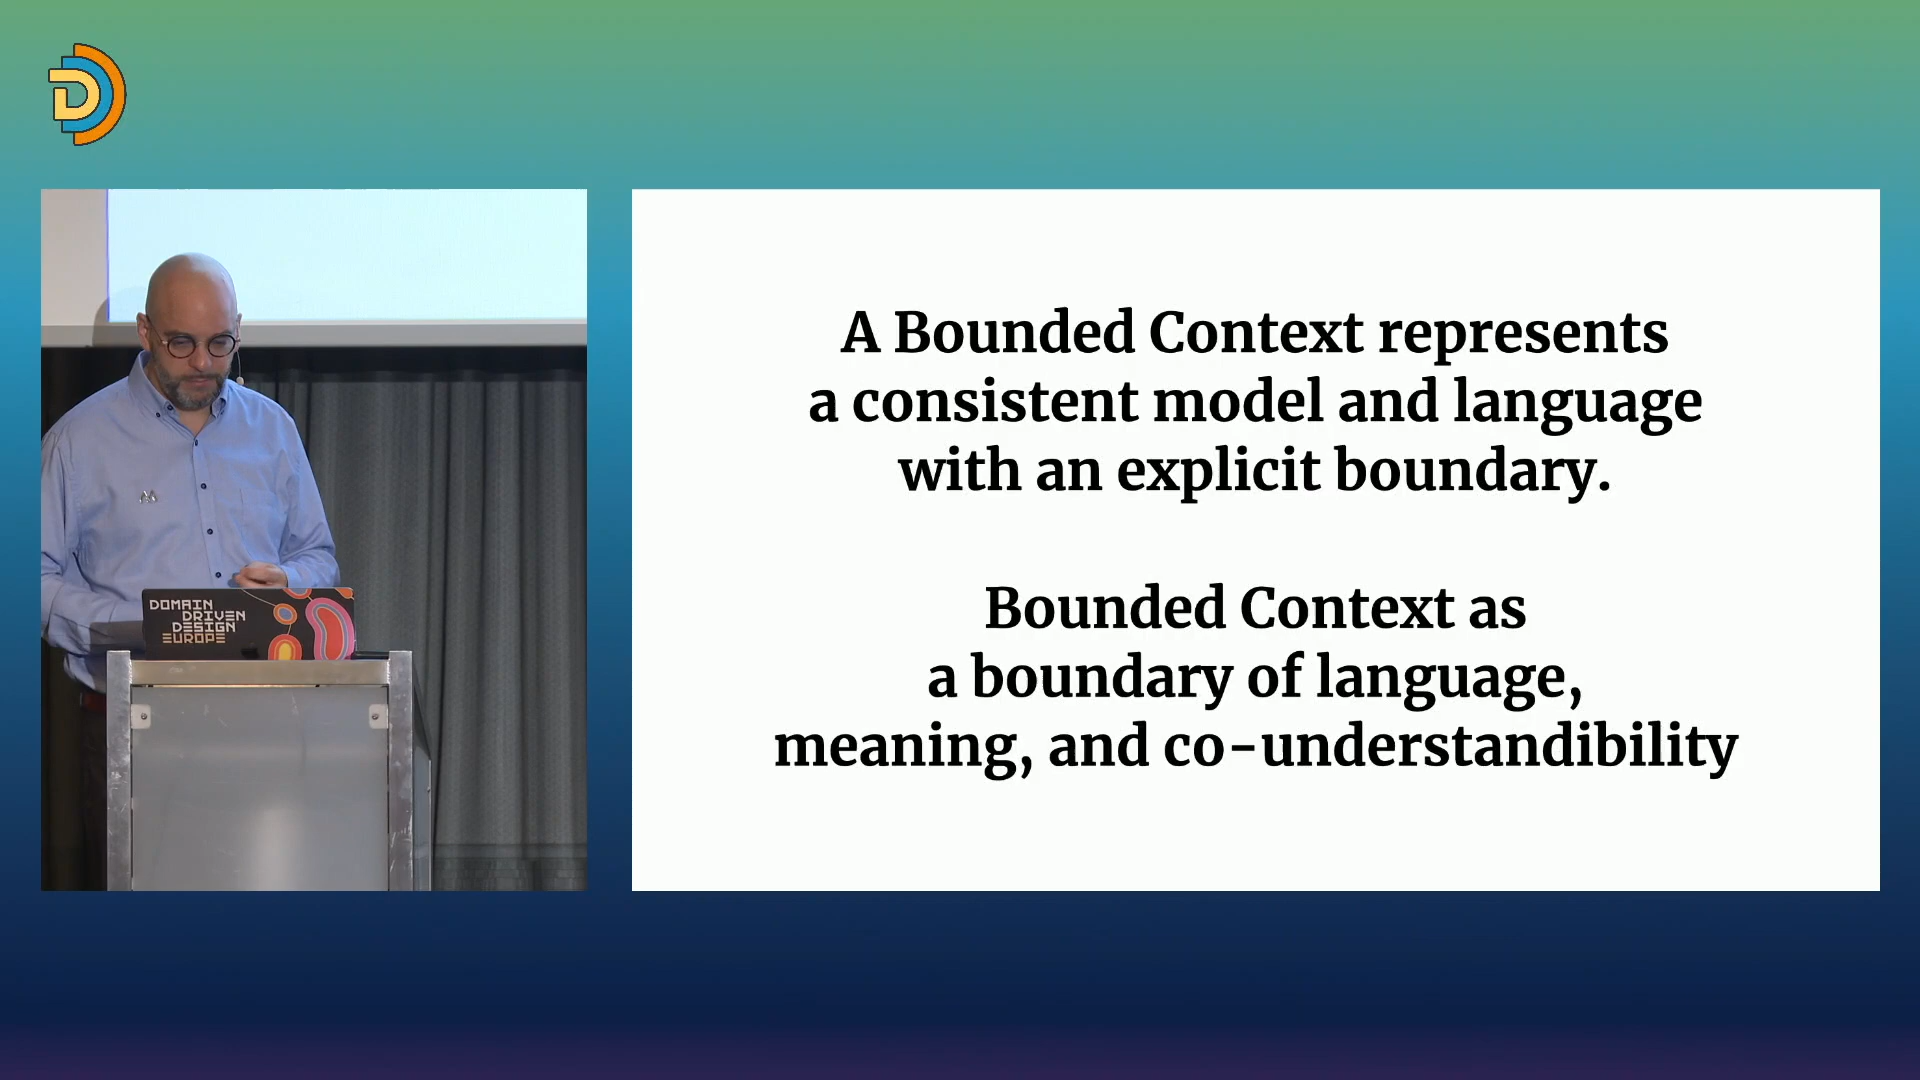 D
DOMAIN
DRIVEN
DESIGN
EUROPE
A Bounded Context represents
a consistent model and language
with an explicit boundary.
Bounded Context as
a boundary of language,
meaning, and co-understandibility